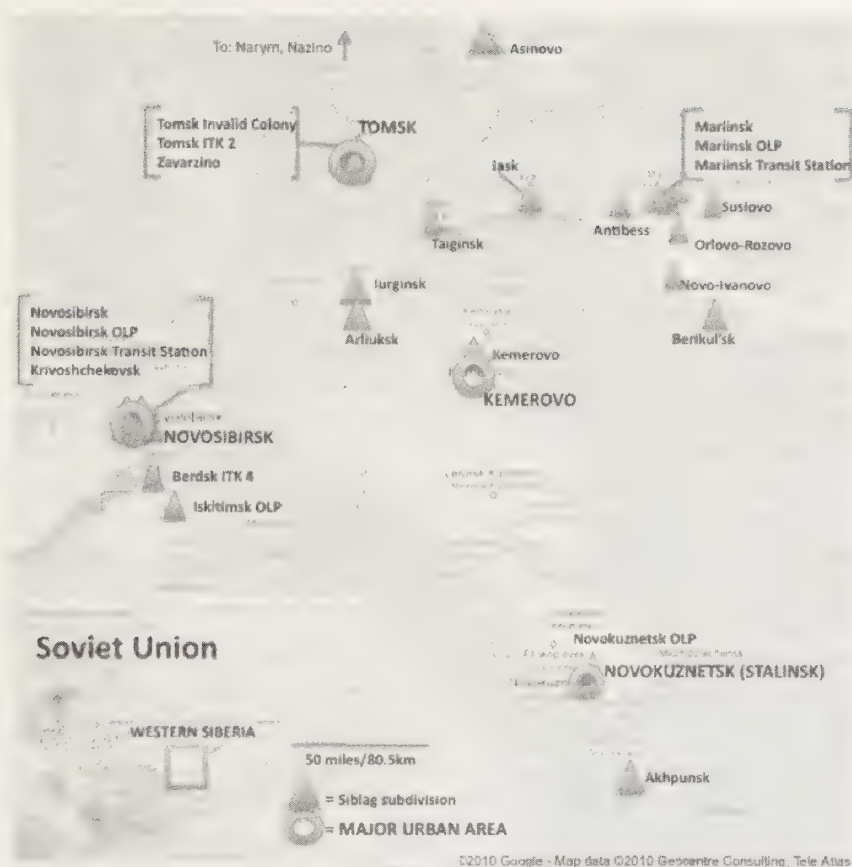 To: Narym, Nazino
Asinovo
Tomsk Invalid Colony
Tomsk ITK 2
Zavarzino
TOMSK
Mariinsk
Mariinsk OLP
Mariinsk Transit Station
Iask
Suslovo
Antibess
Taiginsk
Orlovo-Rozovo
Iurginsk
Novo-Ivanovo
Novosibirsk
Novosibirsk OLP
Novosibirsk Transit Station
Krivoshchekovsk
Arliuksk
Berikul'sk
Kemerovo
KEMEROVO
NOVOSIBIRSK
Berdsk ITK 4
Iskitimsk OLP
Soviet Union
Novokuznetsk OLP
NOVOKUZNETSK (STALINSK)
WESTERN SIBERIA
50 miles/80.5km
Akhpunsk
= Siblag subdivision
= MAJOR URBAN AREA
©2010 Google - Map data ©2010 Geocentre Consulting, Tele Atlas